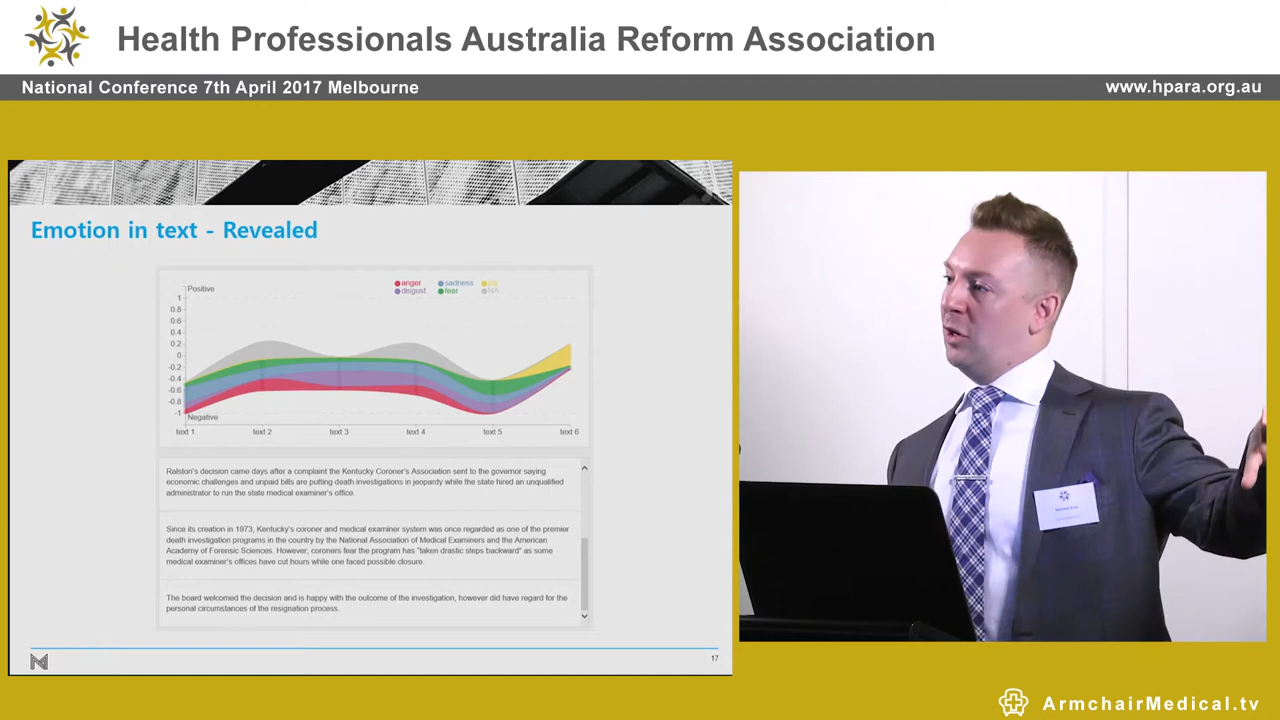 Health Professionals Australia Reform Association
National Conference 7th April 2017 Melbourne
www.hpara.org.au
Emotion in text - Revealed
Positive
anger
sadness
joy
disgust
fear
NA
1
0.8
0.6
0.4
0.2
0
-0.2
-0.4
-0.6
-0.8
-1
Negative
text 1
text 2
text 3
text 4
text 5
text 6
Ralston's decision came days after a complaint the Kentucky Coroner's Association sent to the governor saying
economic challenges and unpaid bills are putting death investigations in jeopardy while the state hired an unqualified
administrator to run the state medical examiner's office.
Since its creation in 1973, Kentucky's coroner and medical examiner system was once regarded as one of the premier
death investigation programs in the country by the National Association of Medical Examiners and the American
Academy of Forensic Sciences. However, coroners fear the program has "taken drastic steps backward" as some
medical examiner's offices have cut hours while one faced possible closure.
The board welcomed the decision and is happy with the outcome of the investigation, however did have regard for the
personal circumstances of the resignation process.
17
ArmchairMedical.tv